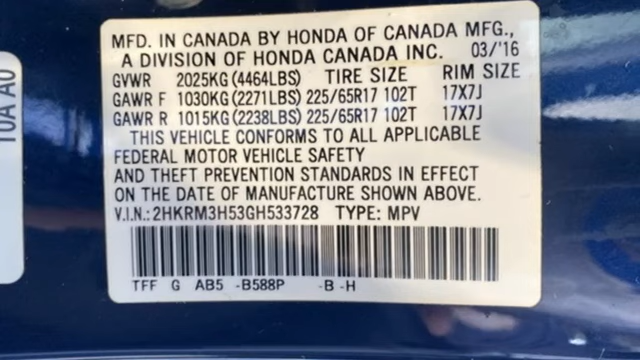 MFD. IN CANADA BY HONDA OF CANADA MFG.,
A DIVISION OF HONDA CANADA INC. 03/'16
GVWR 2025KG (4464LBS) TIRE SIZE RIM SIZE
GAWR F 1030KG (2271LBS) 225/65R17 102T 17X7J
GAWR R 1015KG (2238LBS) 225/65R17 102T 17X7J
THIS VEHICLE CONFORMS TO ALL APPLICABLE
FEDERAL MOTOR VEHICLE SAFETY
AND THEFT PREVENTION STANDARDS IN EFFECT
ON THE DATE OF MANUFACTURE SHOWN ABOVE.
V.I.N.: 2HKRM3H53GH533728 TYPE: MPV
TFF G AB5 -B588P -B -H